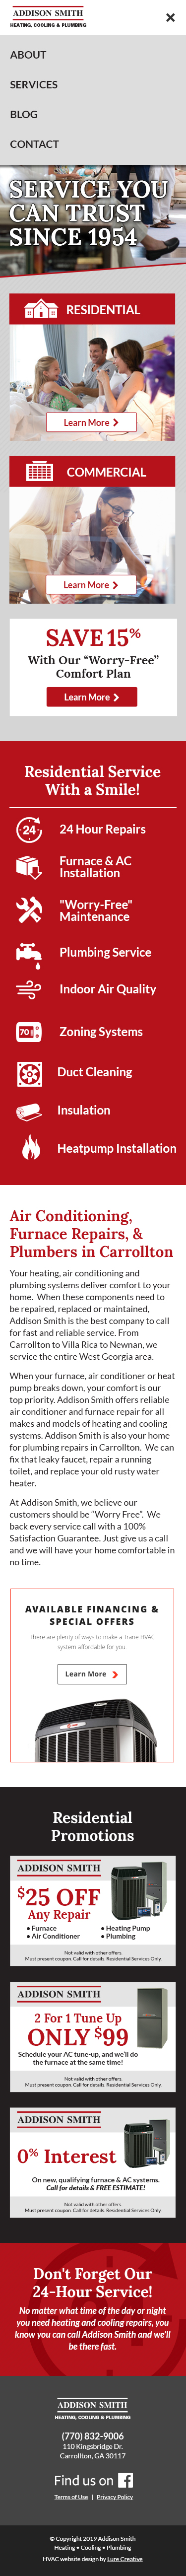 ADDISON SMITH
HEATING, COOLING & PLUMBING
ABOUT
SERVICES
BLOG
CONTACT
SERVICE YOU
CAN TRUST
SINCE 1954
RESIDENTIAL
Learn More
COMMERCIAL
Learn More
SAVE 15%
With Our “Worry-Free”
Comfort Plan
Learn More
Residential Service
With a Smile!
24
24 Hour Repairs
Furnace & AC
Installation
"Worry-Free"
Maintenance
Plumbing Service
Indoor Air Quality
70
Zoning Systems
Duct Cleaning
Insulation
Heatpump Installation
Air Conditioning,
Furnace Repairs, &
Plumbers in Carrollton
Your heating, air conditioning and
plumbing systems deliver comfort to your
home.  When these components need to
be repaired, replaced or maintained,
Addison Smith is the best company to call
for fast and reliable service. From
Carrollton to Villa Rica to Newnan, we
service the entire West Georgia area.
When your furnace, air conditioner or heat
pump breaks down, comfort is our
top priority. Addison Smith offers reliable
air conditioner and furnace repair for all
makes and models of heating and cooling
systems. Addison Smith is also your home
for plumbing repairs in Carrollton.  We can
fix that leaky faucet, repair a running
toilet, and replace your old rusty water
heater.
At Addison Smith, we believe our
customers should be “Worry Free”.  We
back every service call with a 100%
Satisfaction Guarantee. Just give us a call
and we will have your home comfortable in
no time.
AVAILABLE FINANCING &
SPECIAL OFFERS
There are plenty of ways to make a Trane HVAC
system affordable for you.
Learn More
Residential
Promotions
ADDISON SMITH
$25 OFF
Any Repair
• Furnace
• Heating Pump
• Air Conditioner
• Plumbing
Not valid with other offers.
Must present coupon. Call for details. Residential Services Only.
ADDISON SMITH
2 For 1 Tune Up
ONLY $99
Schedule your AC tune-up, and we'll do
the furnace at the same time!
Not valid with other offers.
Must present coupon. Call for details. Residential Services Only.
ADDISON SMITH
0% Interest
On new, qualifying furnace & AC systems.
Call for details & FREE ESTIMATE!
Not valid with other offers.
Must present coupon. Call for details. Residential Services Only.
Don't Forget Our
24-Hour Service!
No matter what time of the day or night
you need heating and cooling repairs, you
know you can call Addison Smith and we’ll
be there fast.
ADDISON SMITH
HEATING, COOLING & PLUMBING
(770) 832-9006
110 Kingsbridge Dr.
Carrollton, GA 30117
Find us on f
Terms of Use | Privacy Policy
© Copyright 2019 Addison Smith
Heating • Cooling • Plumbing
HVAC website design by Lure Creative